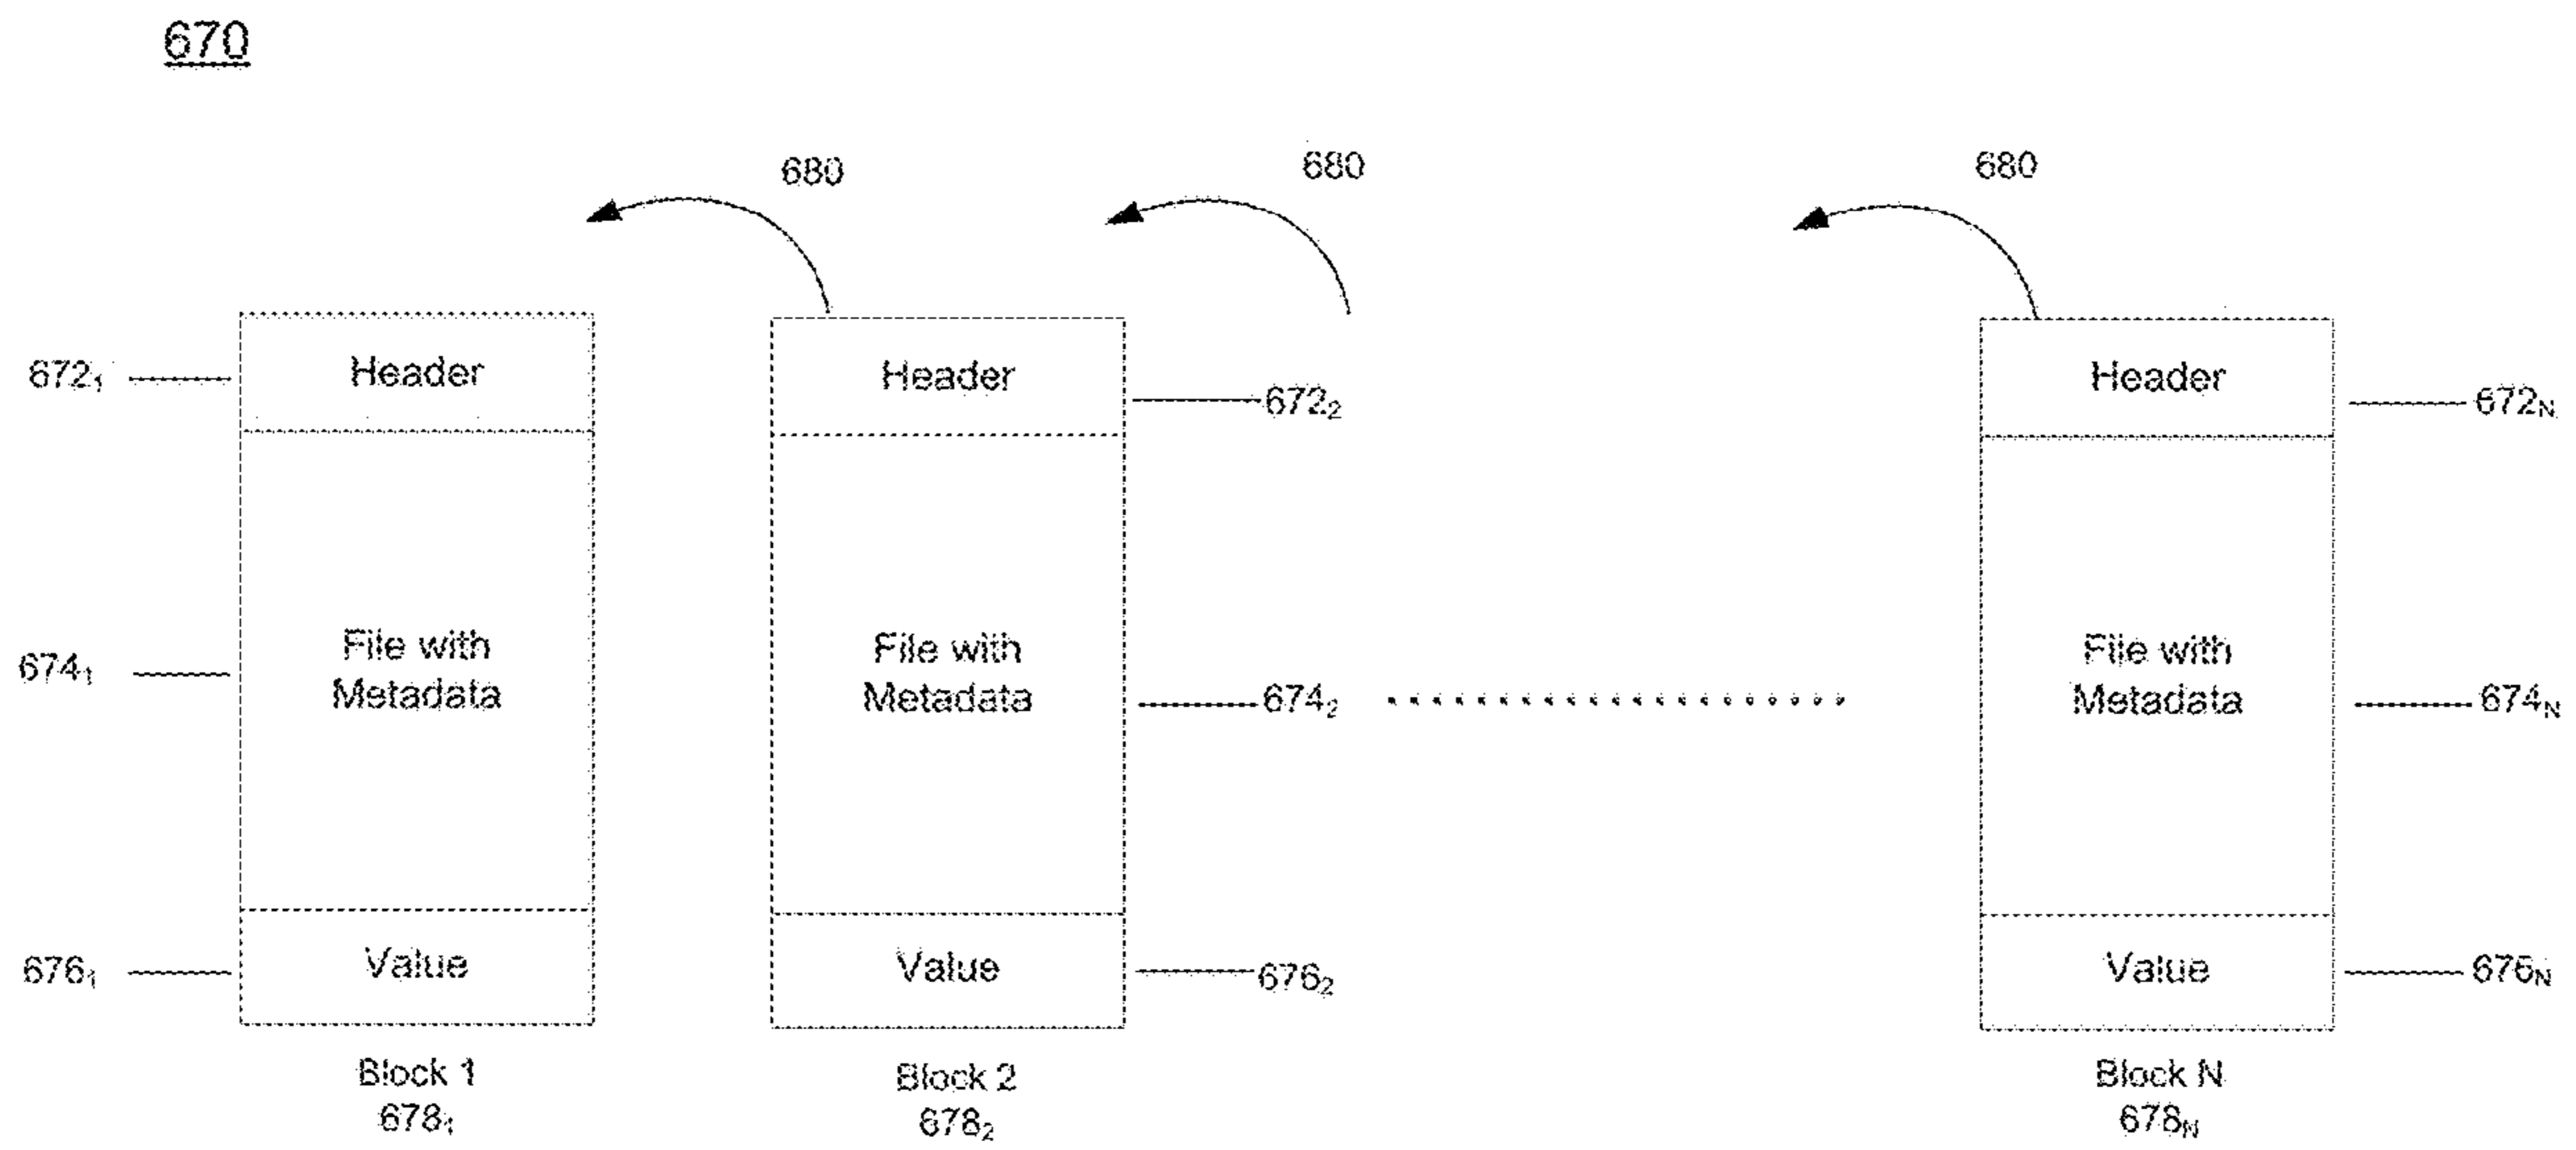 670
680
680
680
Header
Header
Header
672₁
672₂
672ₙ
File with
Metadata
File with
Metadata
File with
Metadata
674₁
674₂
674ₙ
Value
Value
Value
676₁
676₂
676ₙ
Block 1
678₁
Block 2
678₂
Block N
678ₙ